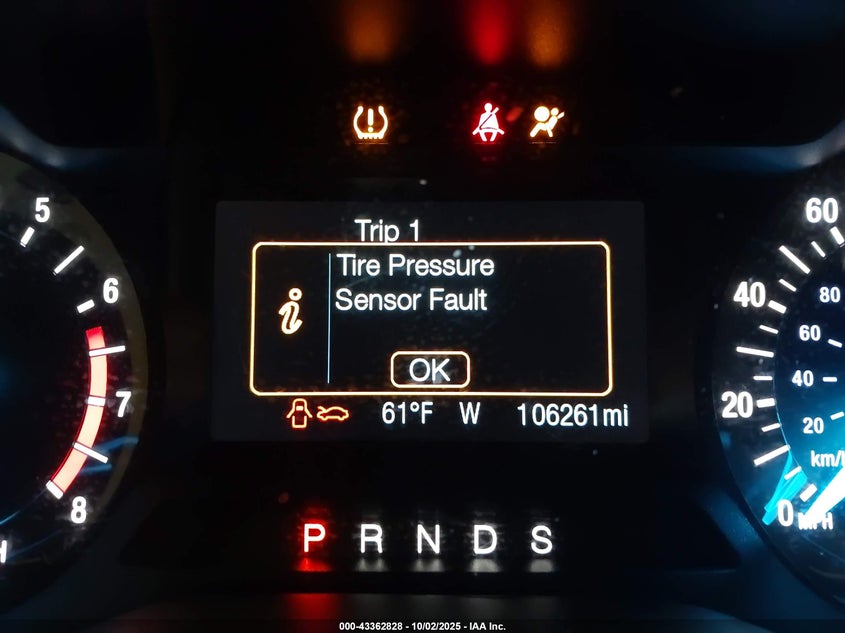 Trip 1
Tire Pressure
Sensor Fault
OK
61°F W 106261mi
P R N D S
5
6
7
8
60
40
20
0
MPH
80
60
40
20
km/
000-43362828 - 10/02/2025 - IAA Inc.